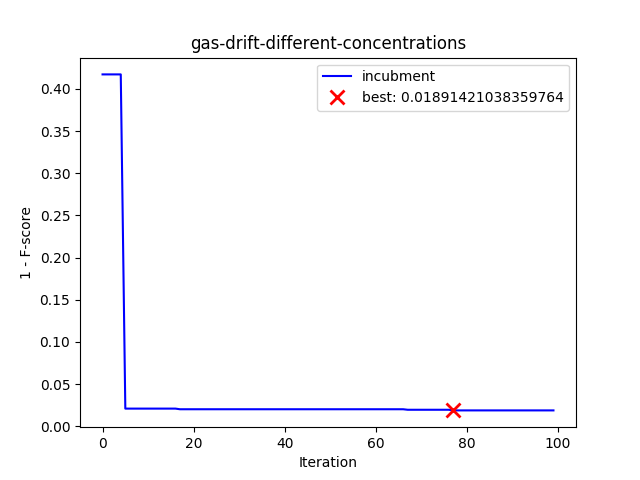 gas-drift-different-concentrations
incubment
best: 0.01891421038359764
0.40
0.35
0.30
0.25
0.20
0.15
0.10
0.05
0.00
1 - F-score
0 20 40 60 80 100
Iteration